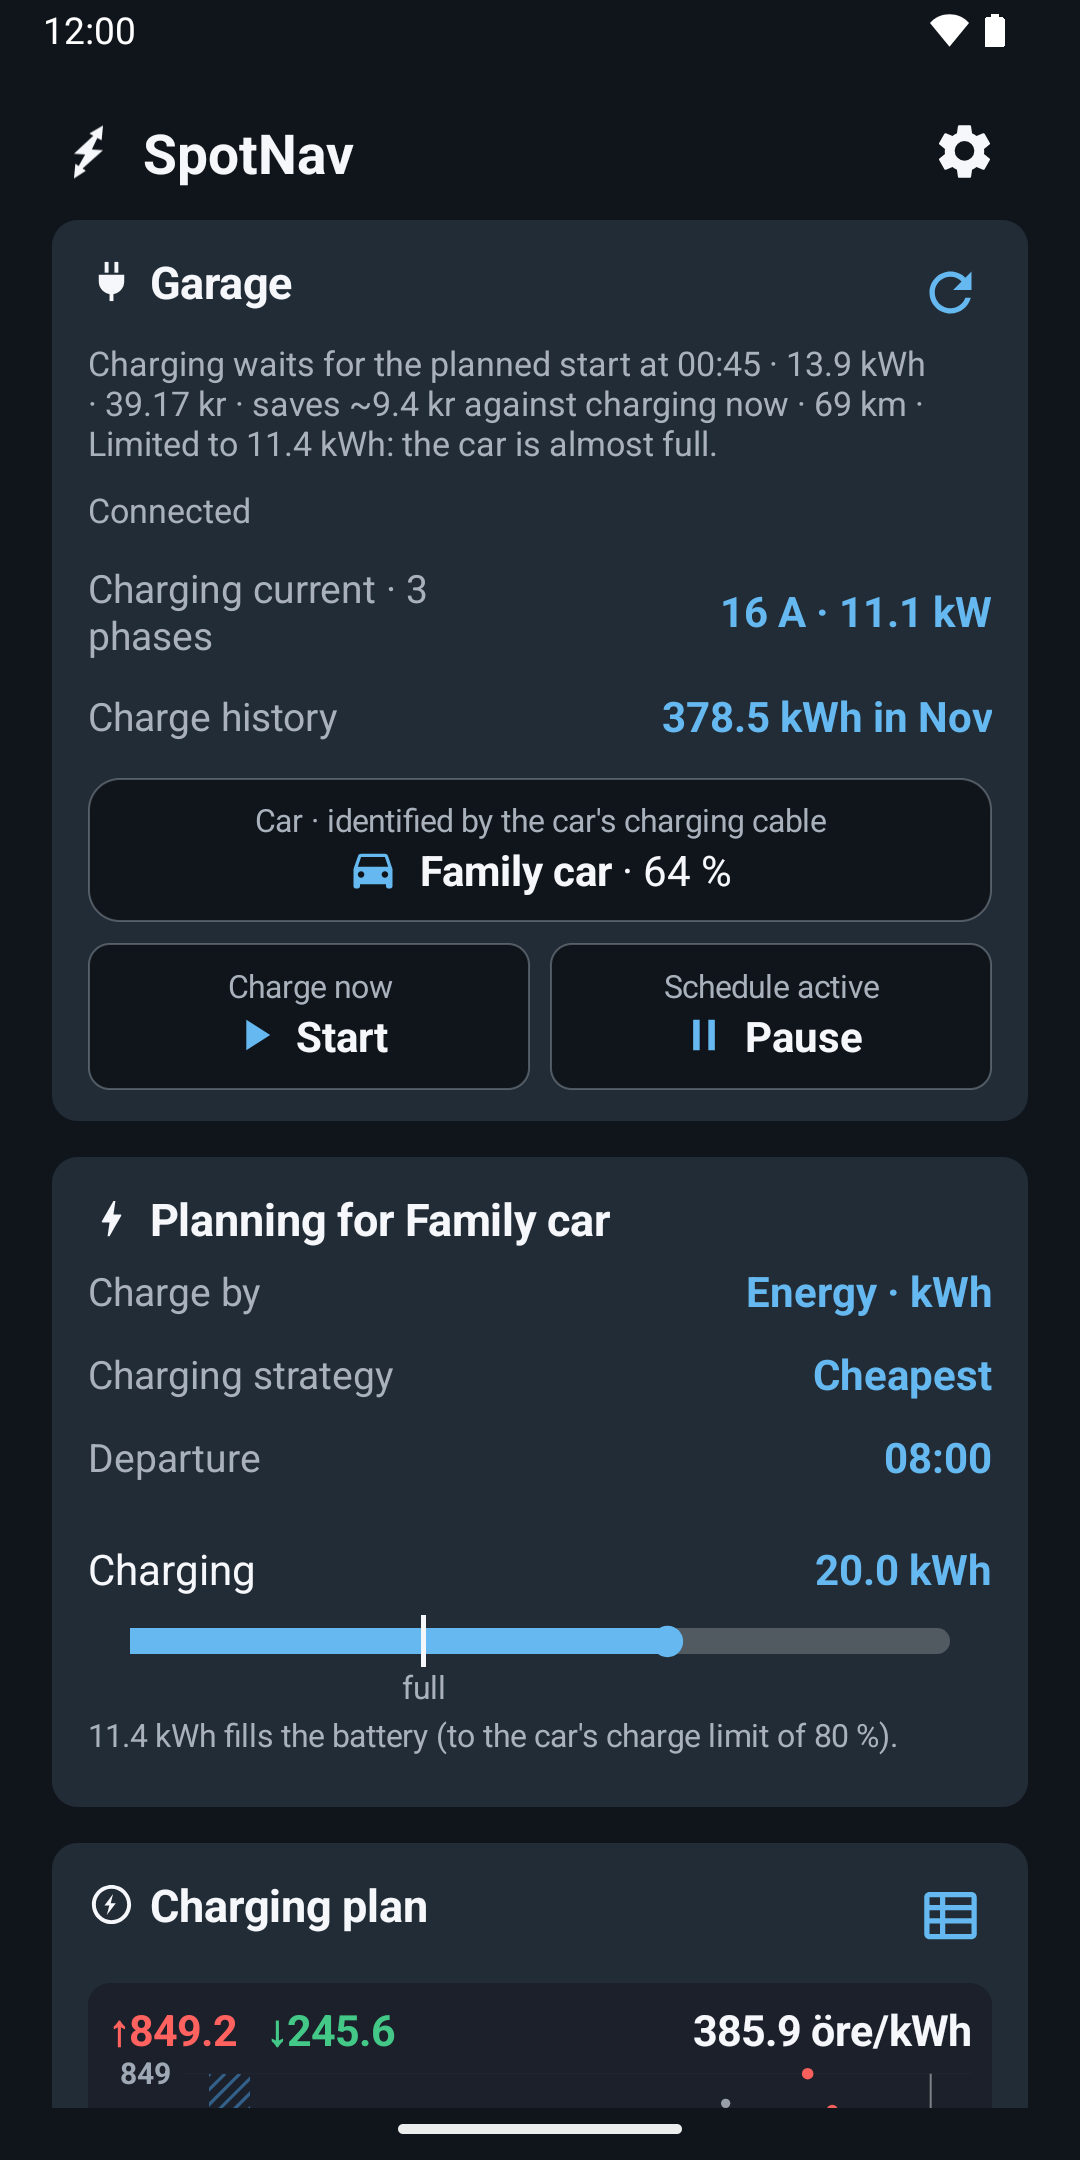 12:00
SpotNav
Garage
Charging waits for the planned start at 00:45 · 13.9 kWh
· 39.17 kr · saves ~9.4 kr against charging now · 69 km ·
Limited to 11.4 kWh: the car is almost full.
Connected
Charging current · 3
phases
16 A · 11.1 kW
Charge history
378.5 kWh in Nov
Car · identified by the car's charging cable
Family car · 64 %
Charge now
Start
Schedule active
Pause
Planning for Family car
Charge by
Energy · kWh
Charging strategy
Cheapest
Departure
08:00
Charging
20.0 kWh
full
11.4 kWh fills the battery (to the car's charge limit of 80 %).
Charging plan
↑849.2 ↓245.6
385.9 öre/kWh
849